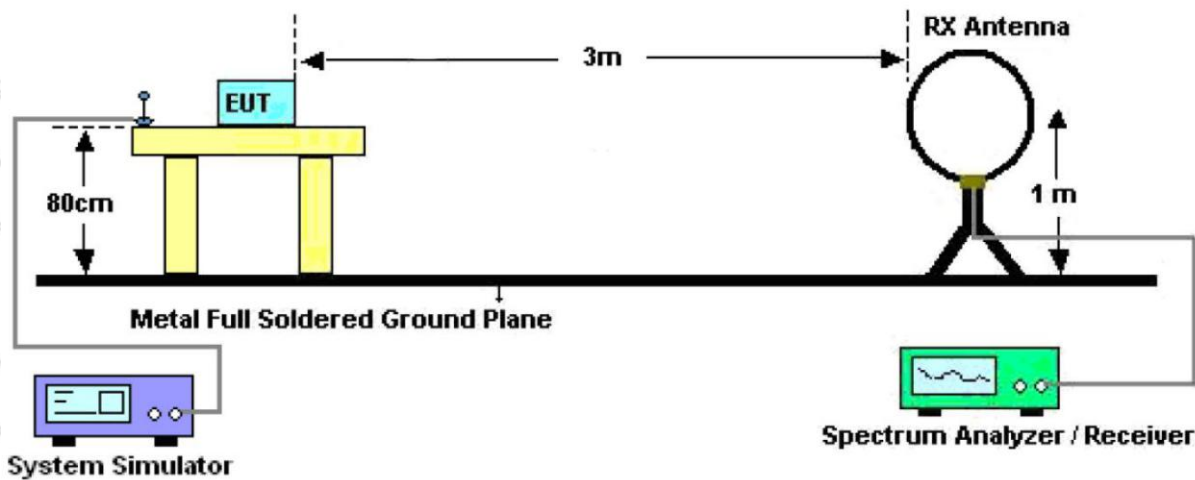 RX Antenna
3m
EUT
80cm
1 m
Metal Full Soldered Ground Plane
Spectrum Analyzer / Receiver
System Simulator